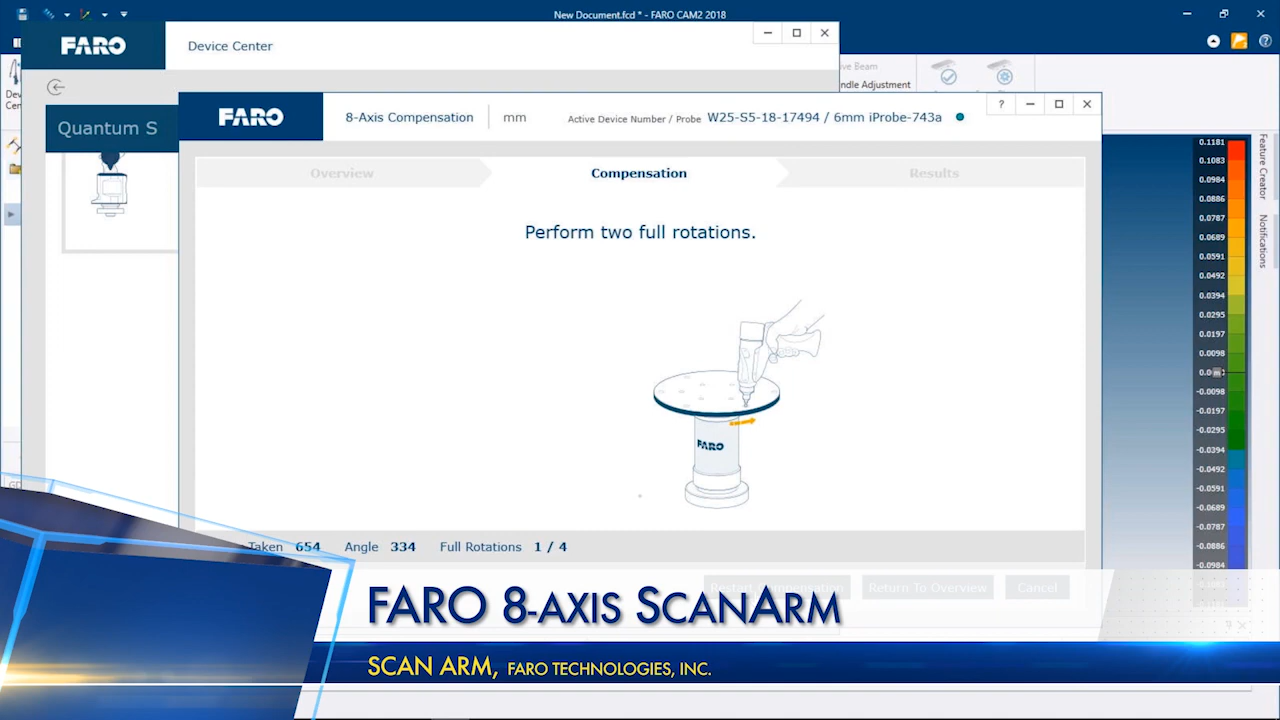 New Document.fcd * - FARO CAM2 2018
FARO
Device Center
Quantum S
FARO
8-Axis Compensation
mm
Active Device Number / Probe W25-S5-18-17494 / 6mm iProbe-743a
Handle Adjustment
Overview
Compensation
Results
Perform two full rotations.
FARO
Taken 654 Angle 334 Full Rotations 1 / 4
Restart Compensation
Return To Overview
Cancel
0.1181
0.1083
0.0984
0.0886
0.0787
0.0689
0.0591
0.0492
0.0394
0.0295
0.0197
0.0098
-0.0098
-0.0197
-0.0295
-0.0394
-0.0492
-0.0591
-0.0689
-0.0787
-0.0886
-0.0984
Feature Creator
Notifications
FARO 8-AXIS SCANARM
SCAN ARM, FARO TECHNOLOGIES, INC.